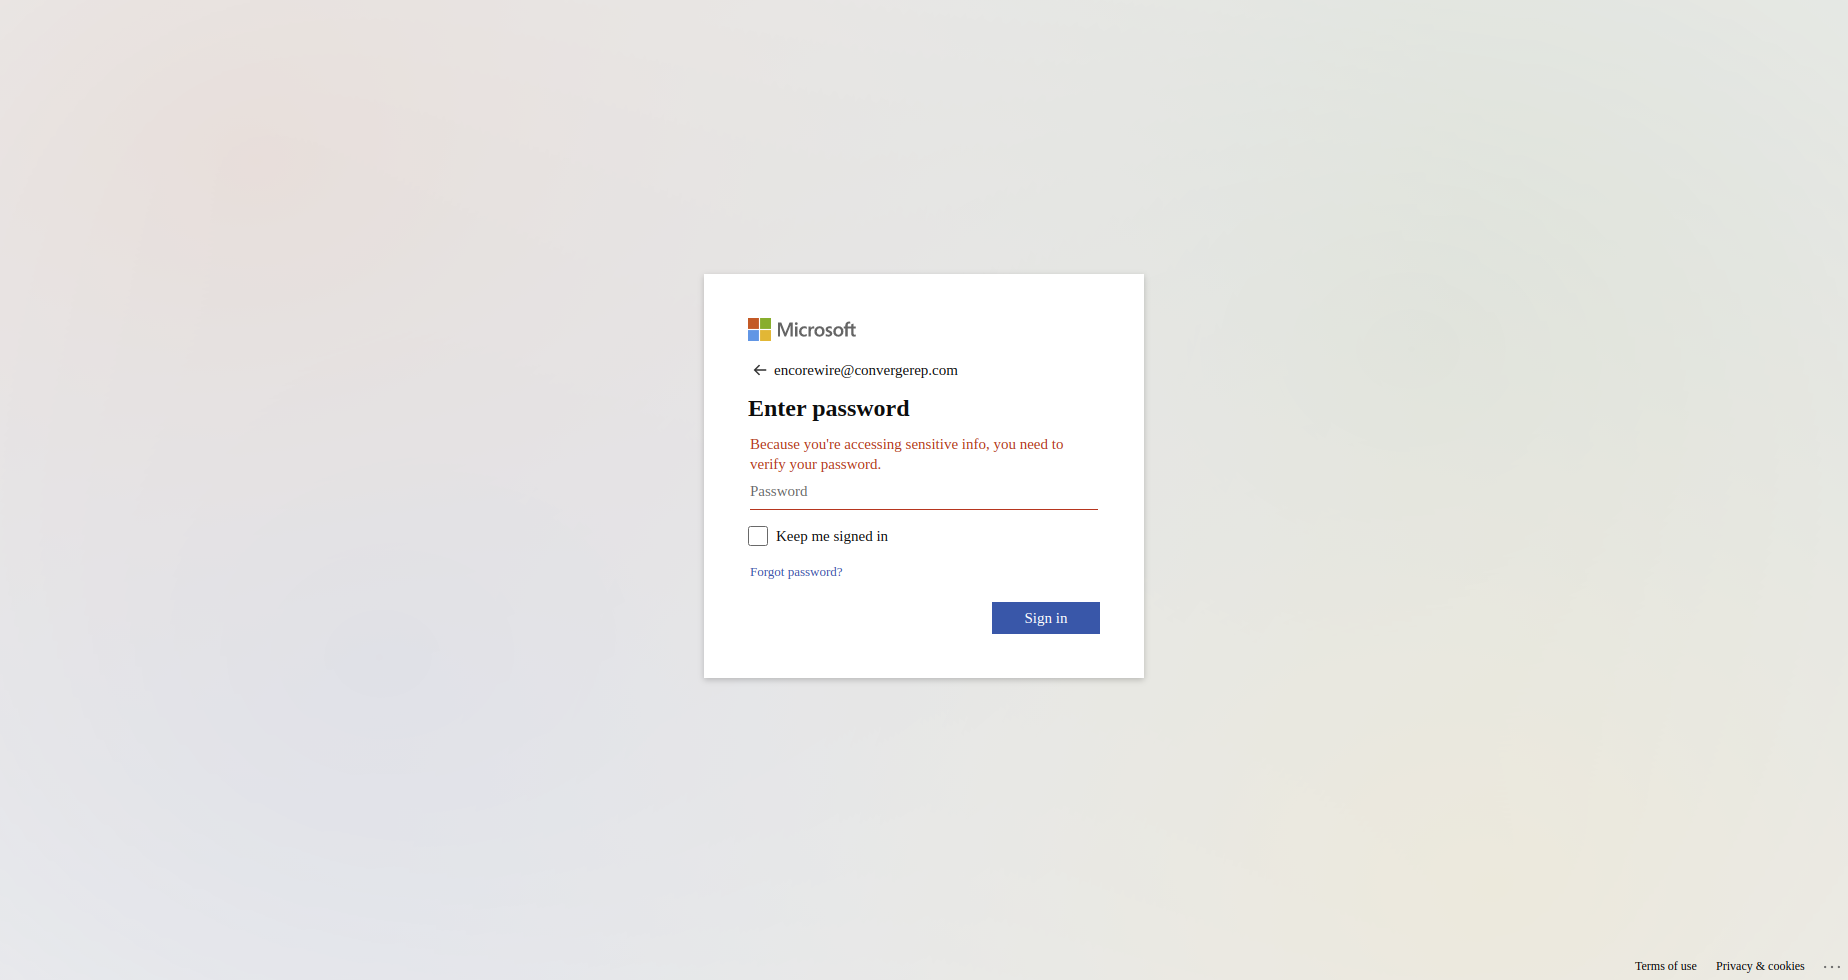 Microsoft
encorewire@convergerep.com
Enter password
Because you're accessing sensitive info, you need to
verify your password.
Password
Keep me signed in
Forgot password?
Sign in
Terms of use Privacy & cookies ...